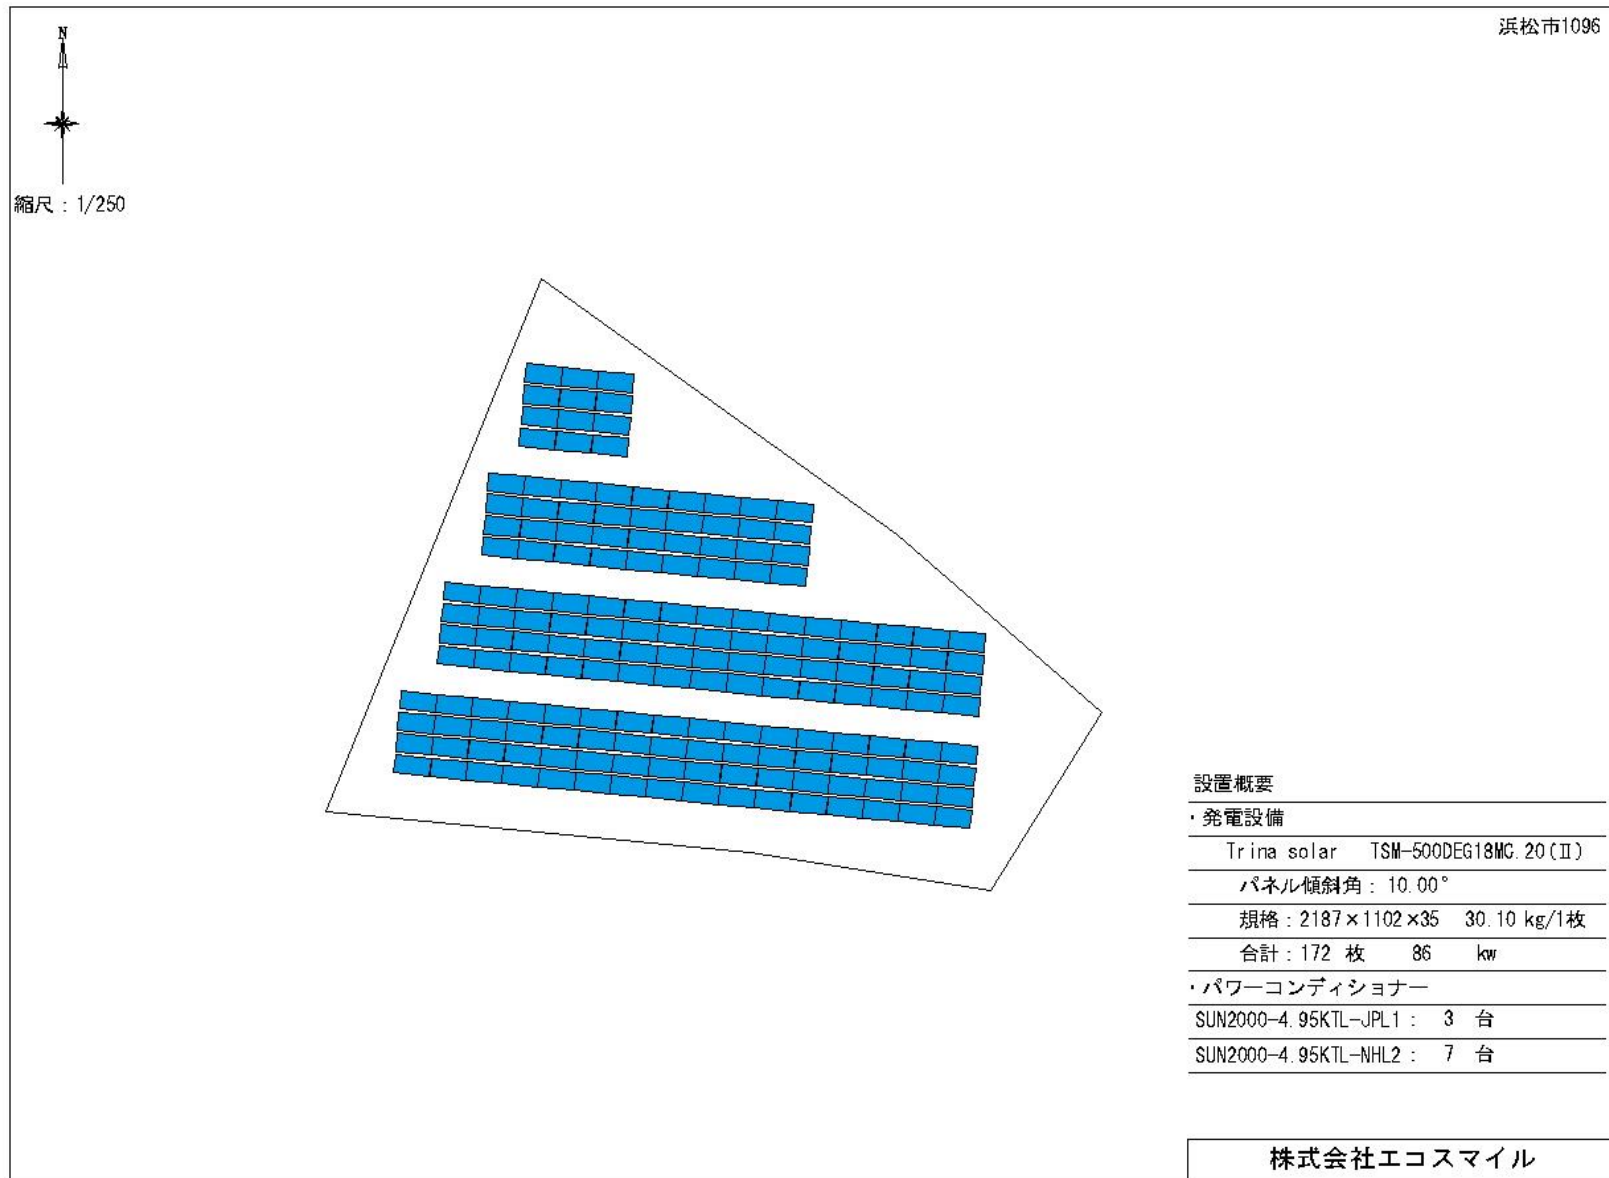 浜松市1096
N
縮尺：1/250
設置概要
・発電設備
Trina solar TSM-500DEG18MC.20(Ⅱ)
パネル傾斜角：10.00°
規格：2187×1102×35 30.10 kg/1枚
合計：172 枚 86 kw
・パワーコンディショナー
SUN2000-4.95KTL-JPL1： 3 台
SUN2000-4.95KTL-NHL2： 7 台
株式会社エコスマイル